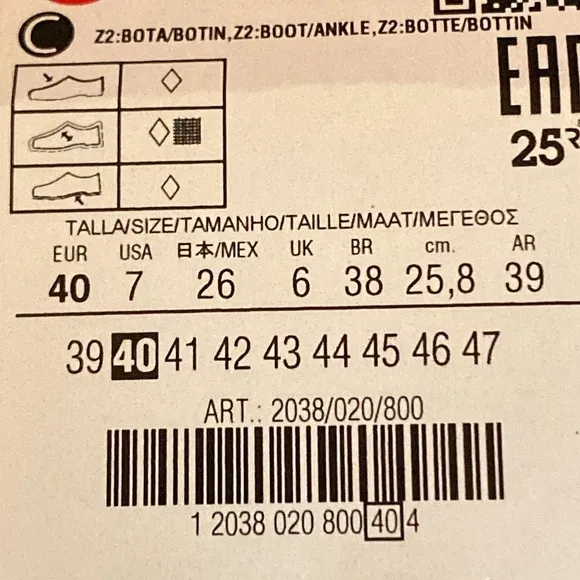 Z2:BOTA/BOTIN,Z2:BOOT/ANKLE,Z2:BOTTE/BOTTIN
25
TALLA/SIZE/TAMANHO/TAILLE/MAAT/ΜΕΓΕΘΟΣ
EUR USA 日本/MEX UK BR cm. AR
40 7 26 6 38 25,8 39
39 40 41 42 43 44 45 46 47
ART.: 2038/020/800
1 2038 020 800 40 4